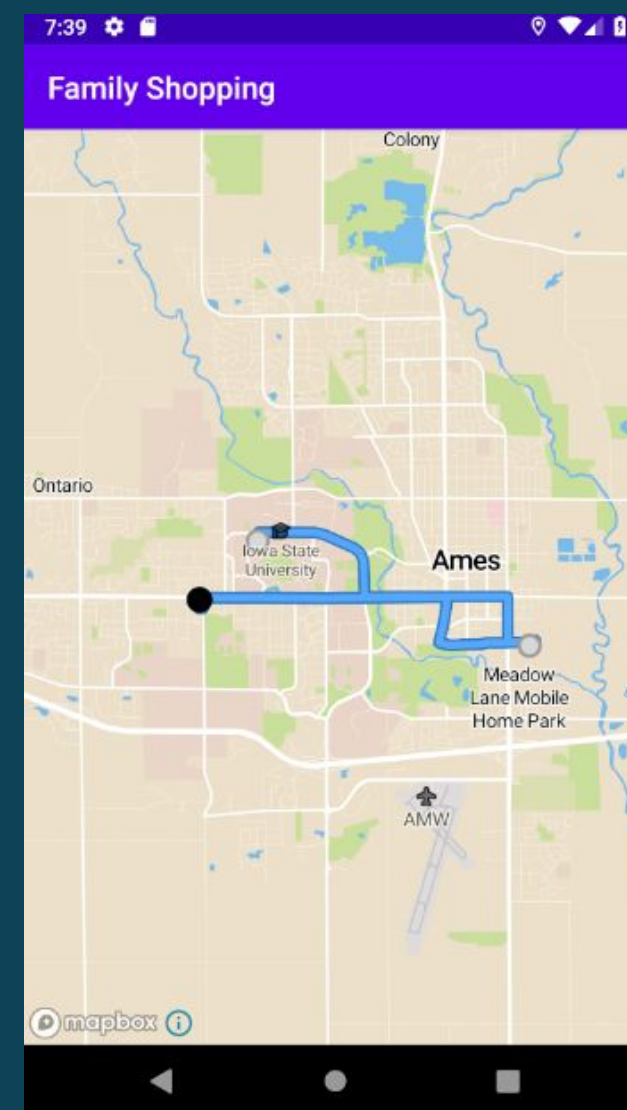 7:39
Family Shopping
Colony
Ontario
Iowa State
University
Ames
Meadow
Lane Mobile
Home Park
AMW
mapbox